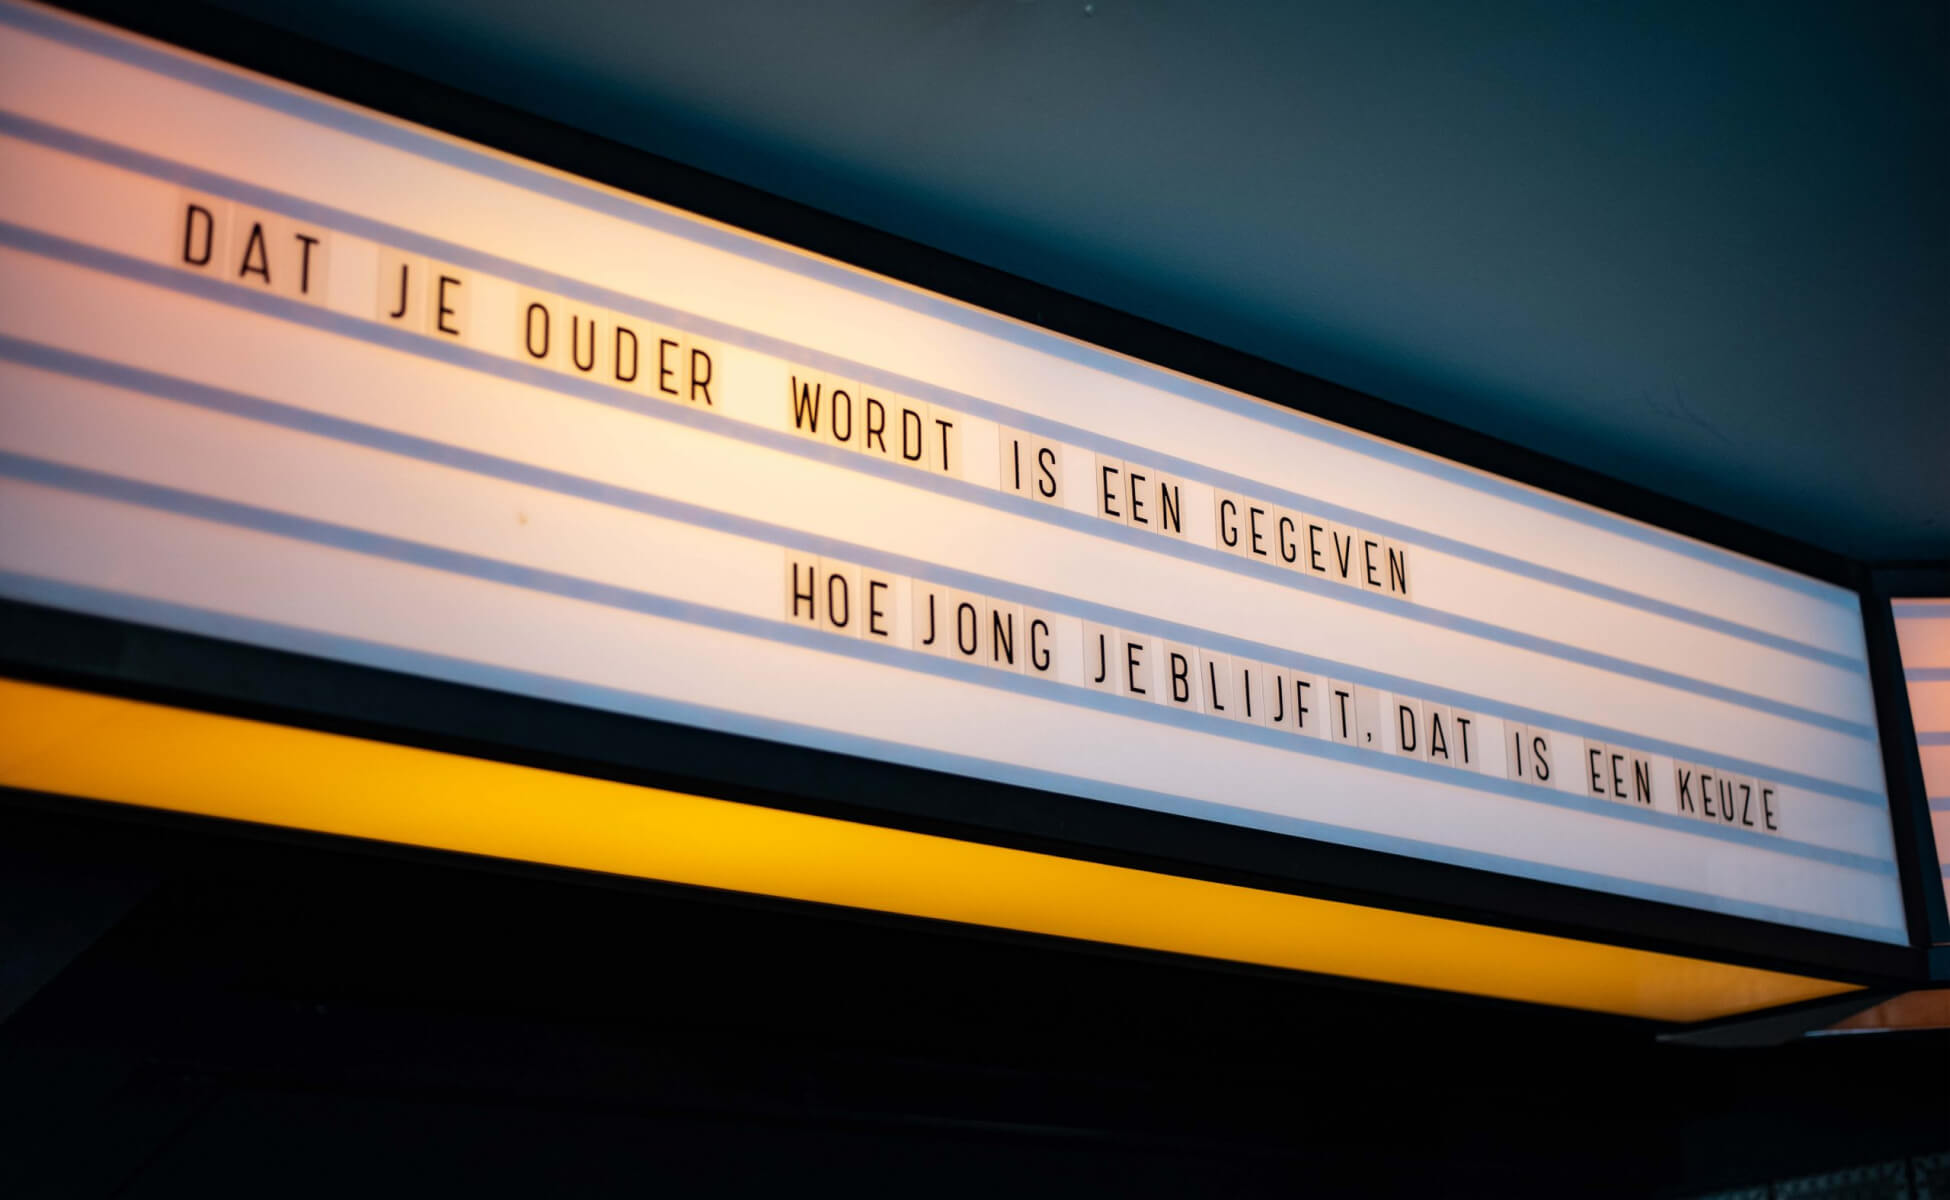 DAT JE OUDER WORDT IS EEN GEGEVEN
HOE JONG JE BLIJFT, DAT IS EEN KEUZE